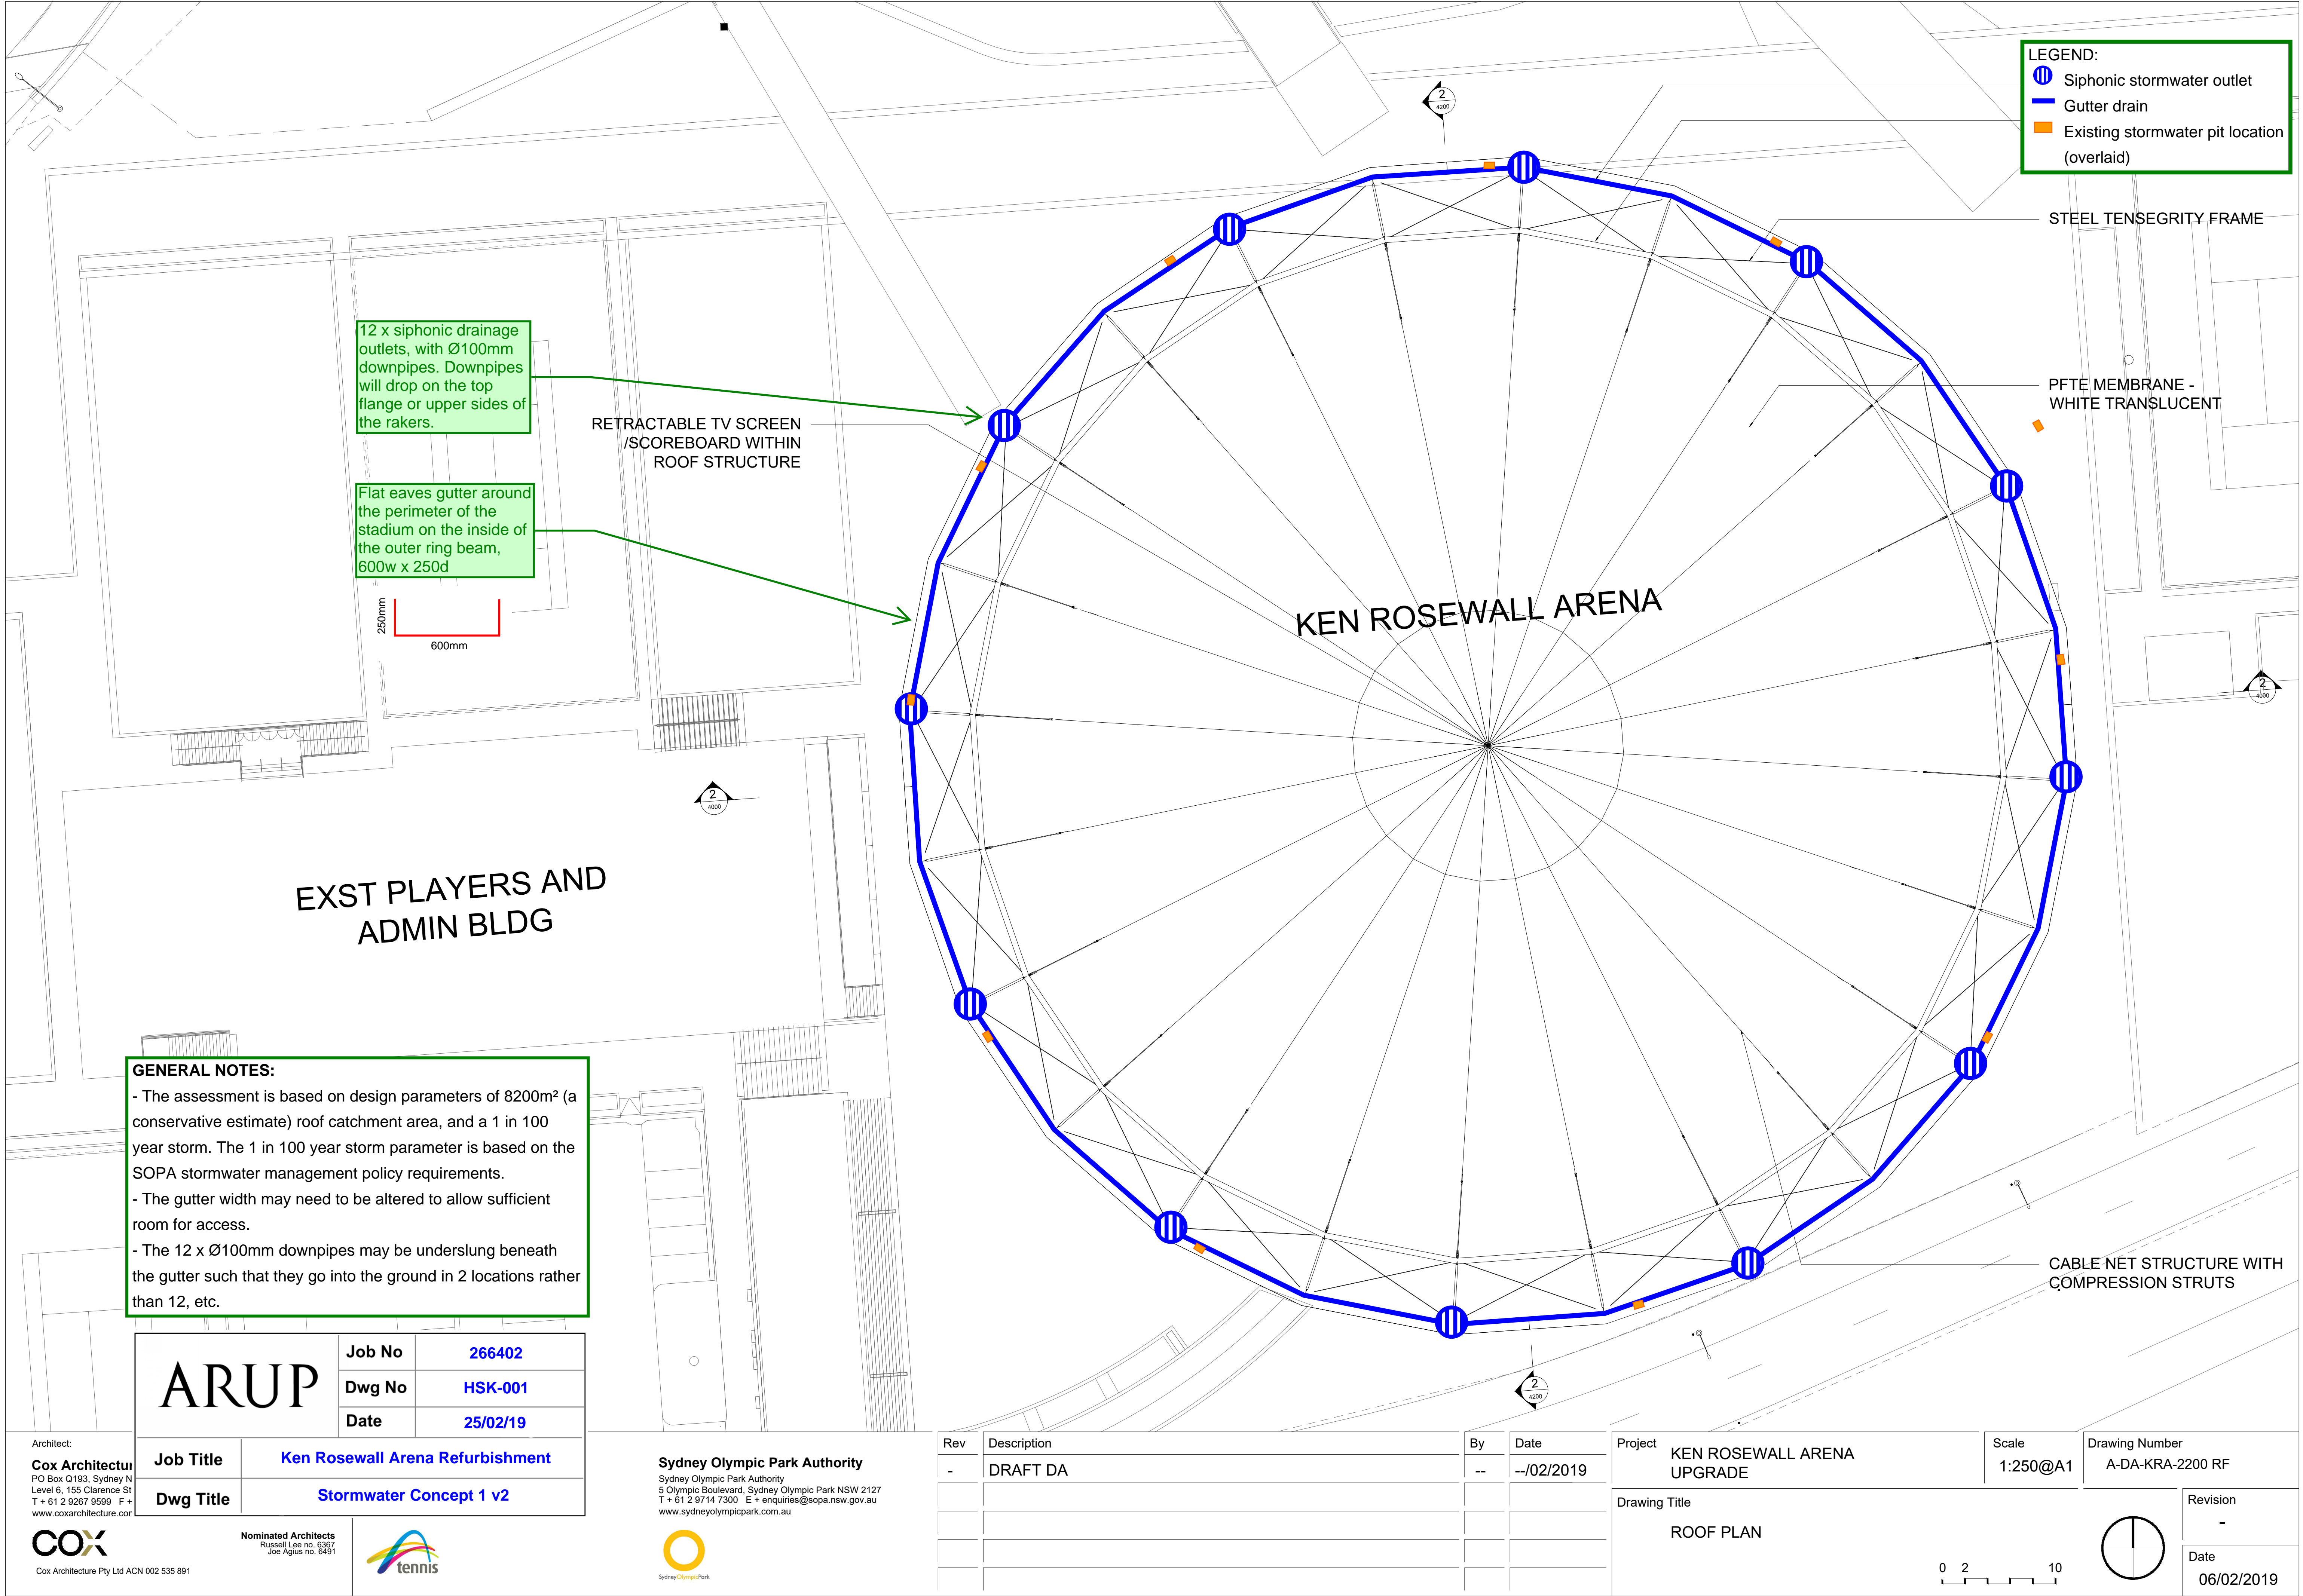 LEGEND:
Siphonic stormwater outlet
Gutter drain
Existing stormwater pit location
(overlaid)
2
4200
STEEL TENSEGRITY FRAME
PFTE MEMBRANE -
WHITE TRANSLUCENT
12 x siphonic drainage
outlets, with Ø100mm
downpipes. Downpipes
will drop on the top
flange or upper sides of
the rakers.
RETRACTABLE TV SCREEN
/SCOREBOARD WITHIN
ROOF STRUCTURE
Flat eaves gutter around
the perimeter of the
stadium on the inside of
the outer ring beam,
600w x 250d
250mm
600mm
KEN ROSEWALL ARENA
2
4000
2
4000
EXST PLAYERS AND
ADMIN BLDG
GENERAL NOTES:
- The assessment is based on design parameters of 8200m² (a
conservative estimate) roof catchment area, and a 1 in 100
year storm. The 1 in 100 year storm parameter is based on the
SOPA stormwater management policy requirements.
- The gutter width may need to be altered to allow sufficient
room for access.
- The 12 x Ø100mm downpipes may be underslung beneath
the gutter such that they go into the ground in 2 locations rather
than 12, etc.
CABLE NET STRUCTURE WITH
COMPRESSION STRUTS
2
4200
ARUP
Job No 266402
Dwg No HSK-001
Date 25/02/19
Job Title Ken Rosewall Arena Refurbishment
Dwg Title Stormwater Concept 1 v2
Architect:
Cox Architectur
PO Box Q193, Sydney N
Level 6, 155 Clarence St
T + 61 2 9267 9599 F +
www.coxarchitecture.cor
COX
Cox Architecture Pty Ltd ACN 002 535 891
Nominated Architects
Russell Lee no. 6367
Joe Agius no. 6491
tennis
Sydney Olympic Park Authority
Sydney Olympic Park Authority
5 Olympic Boulevard, Sydney Olympic Park NSW 2127
T + 61 2 9714 7300 E + enquiries@sopa.nsw.gov.au
www.sydneyolympicpark.com.au
SydneyOlympicPark
Rev Description By Date
- DRAFT DA -- --/02/2019
Project
KEN ROSEWALL ARENA
UPGRADE
Scale
1:250@A1
Drawing Number
A-DA-KRA-2200 RF
Drawing Title
ROOF PLAN
0 2 10
Revision
-
Date
06/02/2019